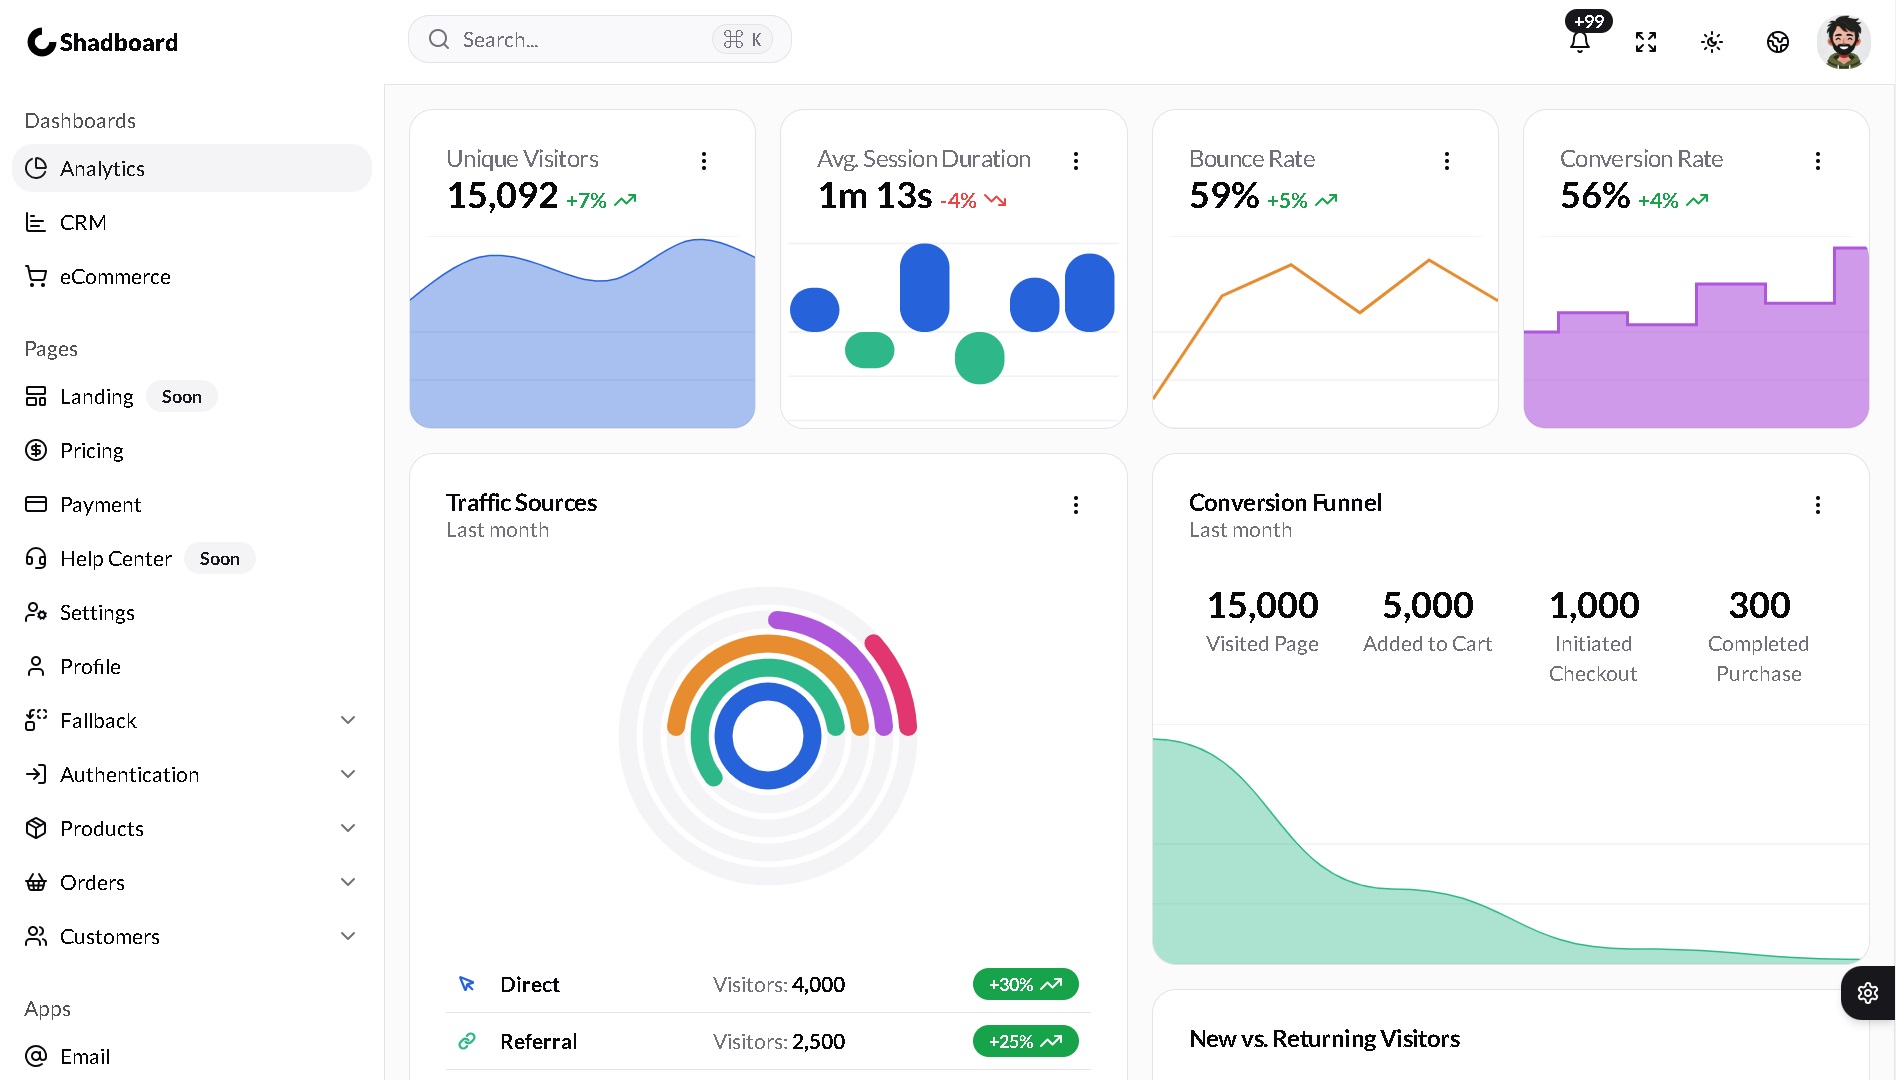 Shadboard
Search...
⌘ K
+99
Dashboards
Analytics
CRM
eCommerce
Pages
Landing Soon
Pricing
Payment
Help Center Soon
Settings
Profile
Fallback
Authentication
Products
Orders
Customers
Apps
Email
Unique Visitors
15,092 +7%
Avg. Session Duration
1m 13s -4%
Bounce Rate
59% +5%
Conversion Rate
56% +4%
Traffic Sources
Last month
Direct Visitors: 4,000 +30%
Referral Visitors: 2,500 +25%
Conversion Funnel
Last month
15,000
Visited Page
5,000
Added to Cart
1,000
Initiated
Checkout
300
Completed
Purchase
New vs. Returning Visitors